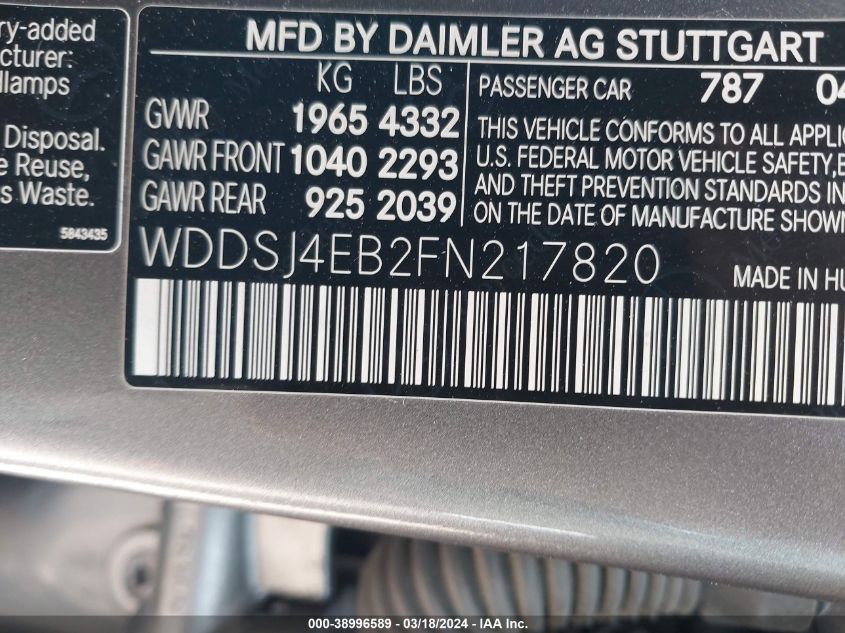 ry-added
cturer:
dlamps
Disposal.
e Reuse,
s Waste.
5843435
MFD BY DAIMLER AG STUTTGART
KG LBS
GVWR 1965 4332
GAWR FRONT 1040 2293
GAWR REAR 925 2039
PASSENGER CAR 787 04
THIS VEHICLE CONFORMS TO ALL APPLIC
U.S. FEDERAL MOTOR VEHICLE SAFETY,
AND THEFT PREVENTION STANDARDS IN
ON THE DATE OF MANUFACTURE SHOWN
WDDSJ4EB2FN217820
MADE IN HU
000-38996589 / 03/18/2024 - IAA Inc.